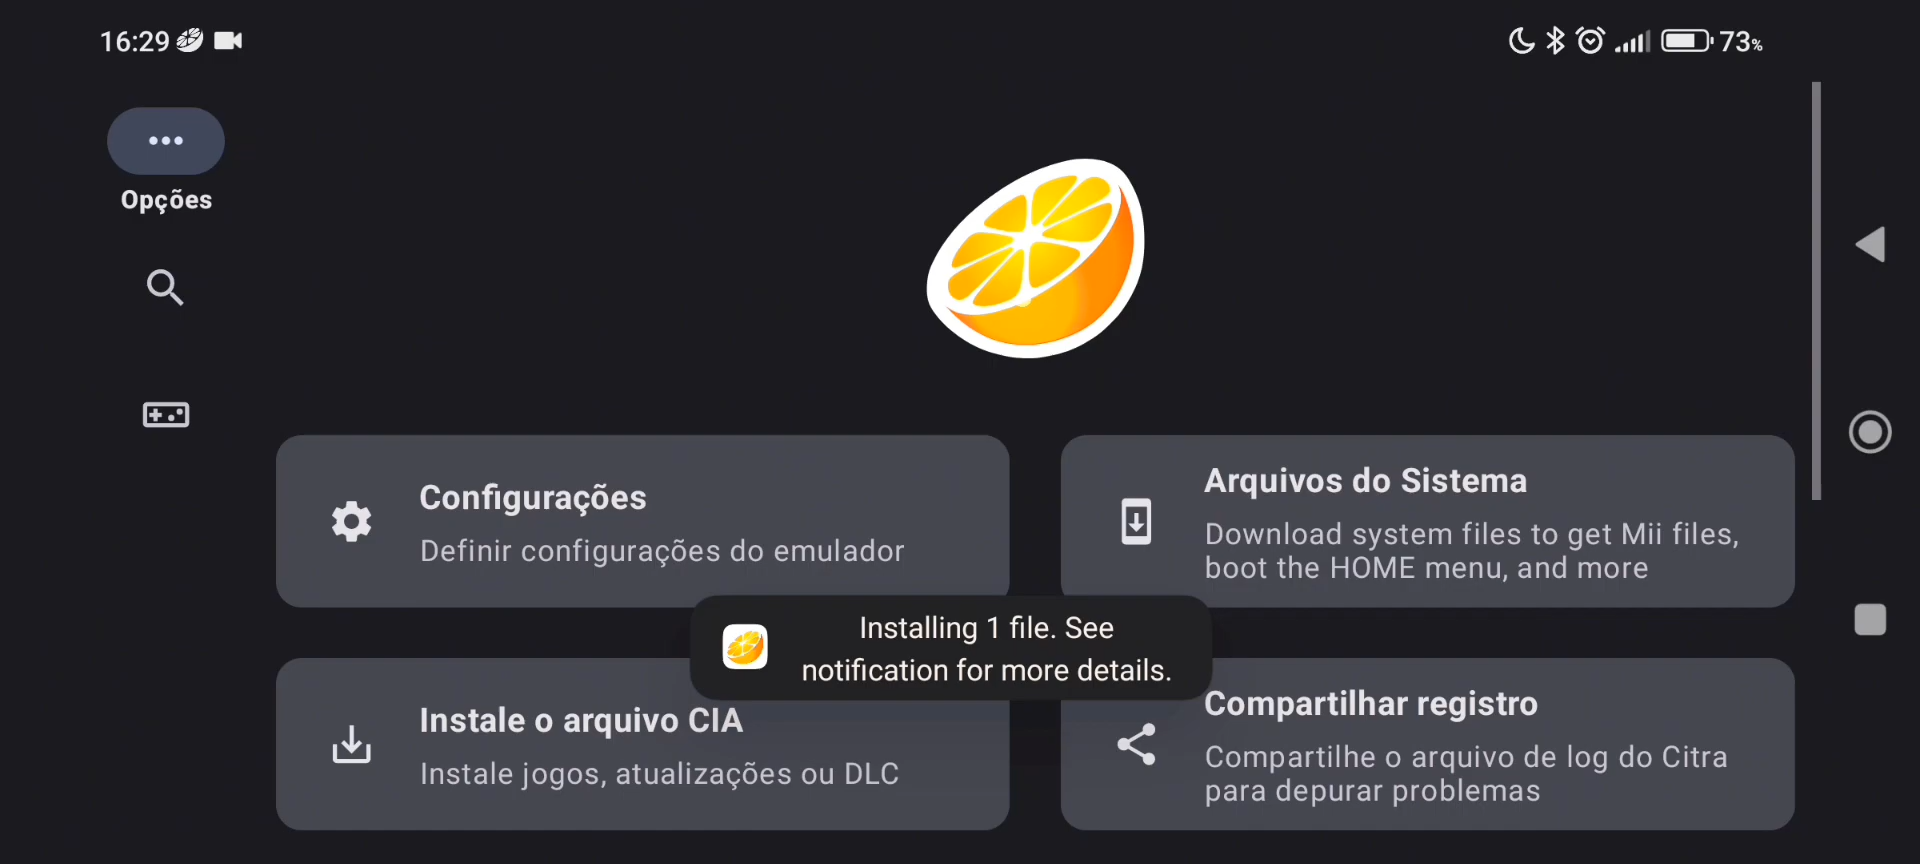 16:29
73%
Opções
Configurações
Definir configurações do emulador
Arquivos do Sistema
Download system files to get Mii files,
boot the HOME menu, and more
Installing 1 file. See
notification for more details.
Instale o arquivo CIA
Instale jogos, atualizações ou DLC
Compartilhar registro
Compartilhe o arquivo de log do Citra
para depurar problemas